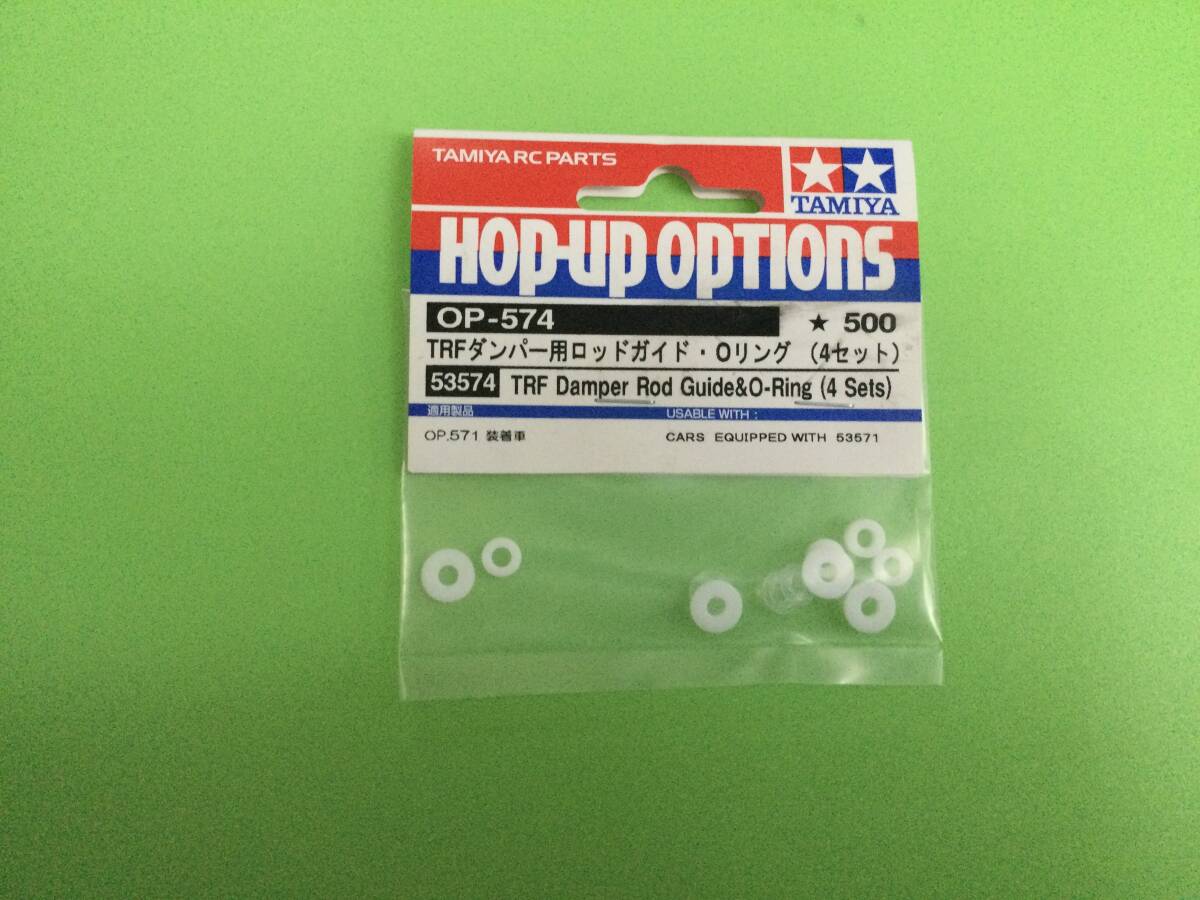 TAMIYA RC PARTS
TAMIYA
HOP-UP OPTIONS
OP-574 ★ 500
TRFダンパー用ロッドガイド・Oリング (4セット)
53574 TRF Damper Rod Guide&O-Ring (4 Sets)
適用製品 USABLE WITH :
OP.571 装着車 CARS EQUIPPED WITH 53571